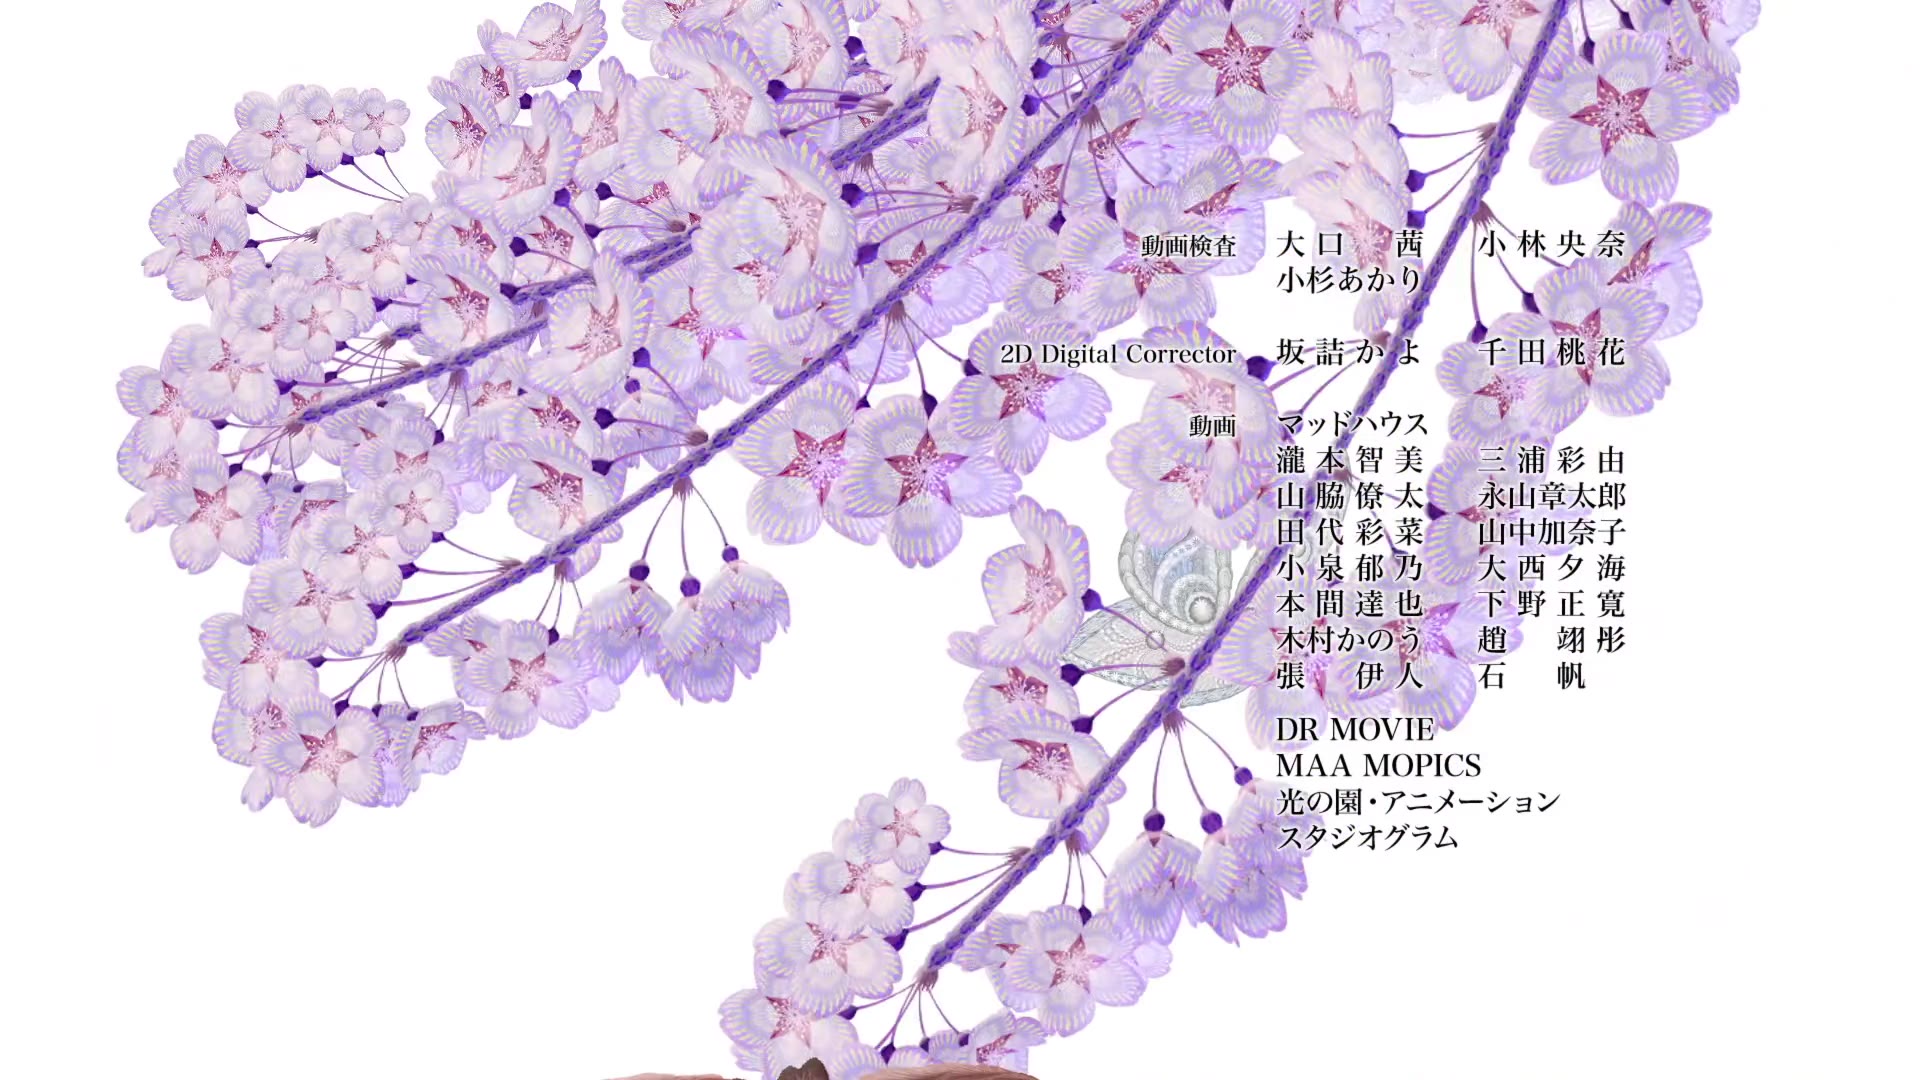 動画検査 大口 茜 小林央奈
小杉あかり
2D Digital Corrector 坂詰かよ 千田桃花
動画 マッドハウス
瀧本智美 三浦彩由
山脇僚太 永山章太郎
田代彩菜 山中加奈子
小泉郁乃 大西夕海
本間達也 下野正寛
木村かのう 趙 翊彤
張 伊人 石 帆
DR MOVIE
MAA MOPICS
光の園・アニメーション
スタジオグラム